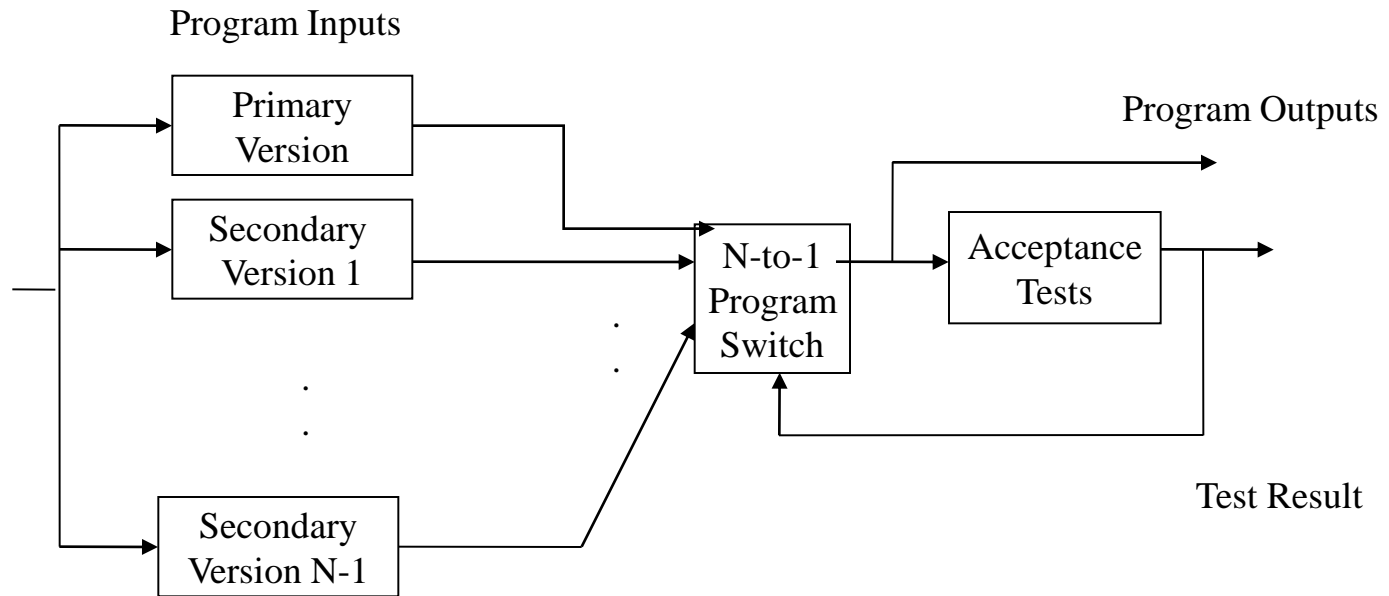 Program Inputs
Primary
Version
Program Outputs
Secondary
Version 1
N-to-1
Program
Switch
Acceptance
Tests
.
.
.
.
Test Result
Secondary
Version N-1